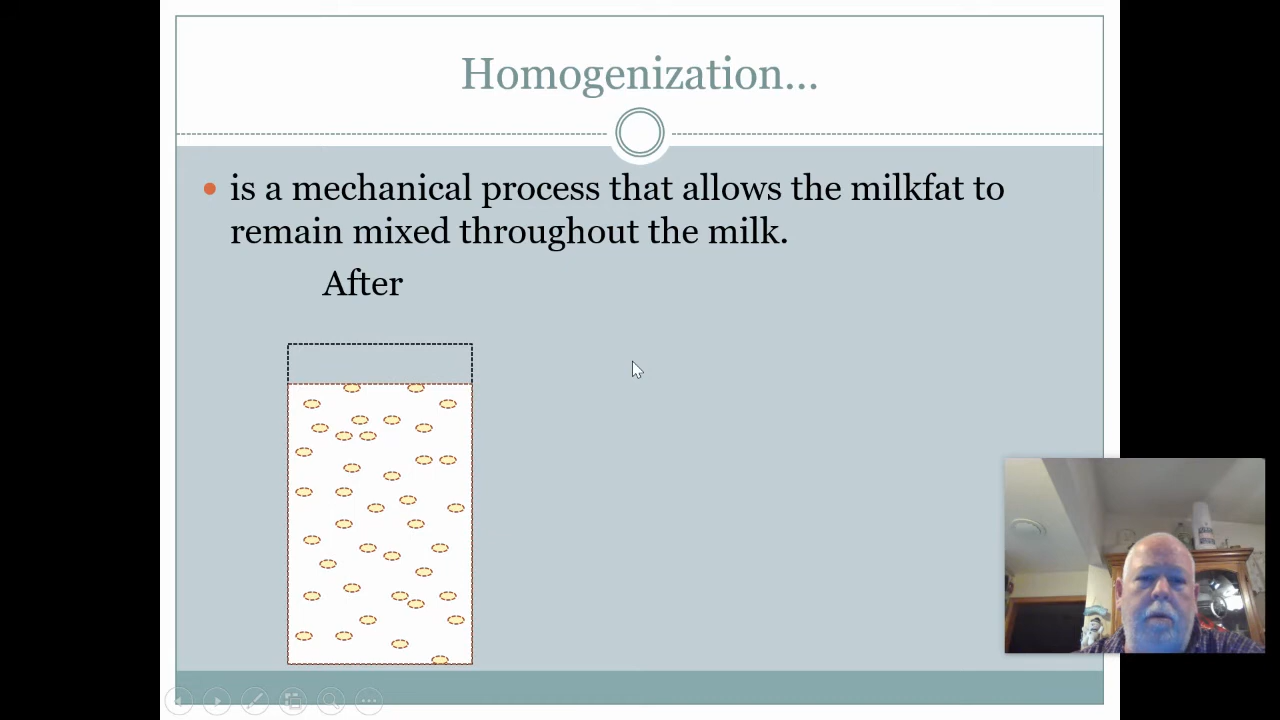 Homogenization...
is a mechanical process that allows the milkfat to
remain mixed throughout the milk.
After